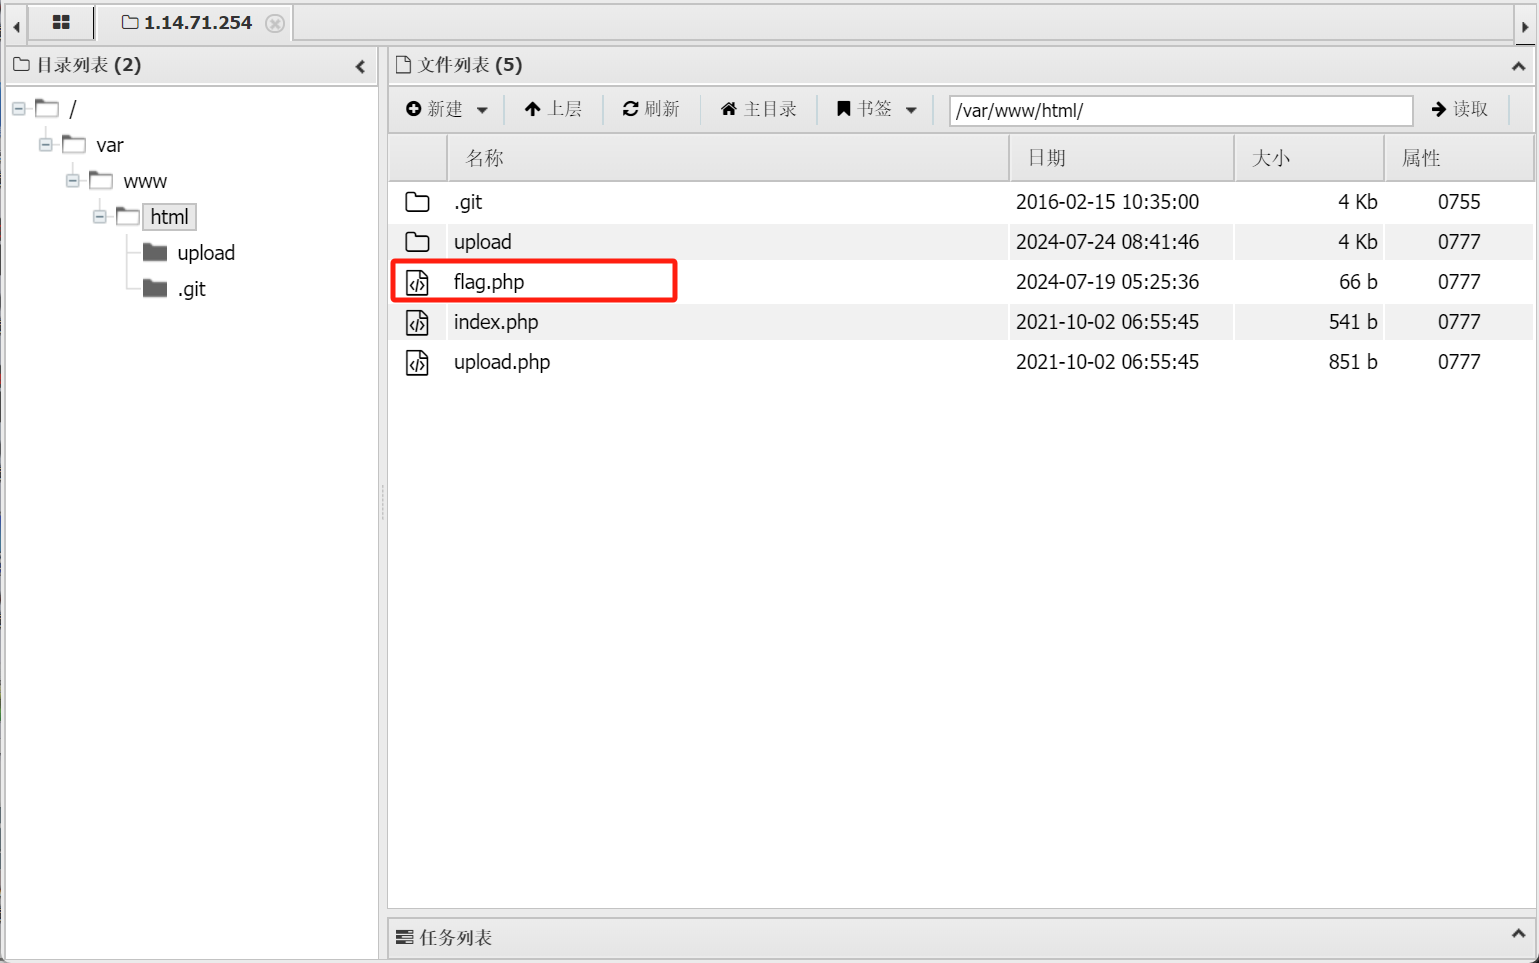 1.14.71.254
目录列表 (2)
/
var
www
html
upload
.git
文件列表 (5)
新建 上层 刷新 主目录 书签 /var/www/html/ 读取
名称 日期 大小 属性
.git 2016-02-15 10:35:00 4 Kb 0755
upload 2024-07-24 08:41:46 4 Kb 0777
flag.php 2024-07-19 05:25:36 66 b 0777
index.php 2021-10-02 06:55:45 541 b 0777
upload.php 2021-10-02 06:55:45 851 b 0777
任务列表